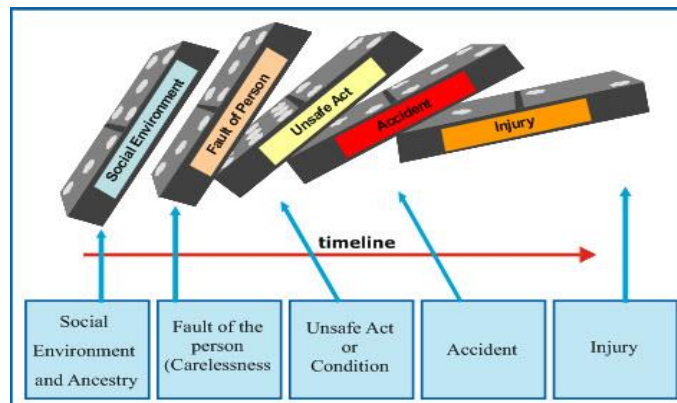 Social Environment
Fault of Person
Unsafe Act
Accident
Injury
timeline
Social
Environment
and Ancestry
Fault of the
person
(Carelessness
Unsafe Act
or
Condition
Accident
Injury